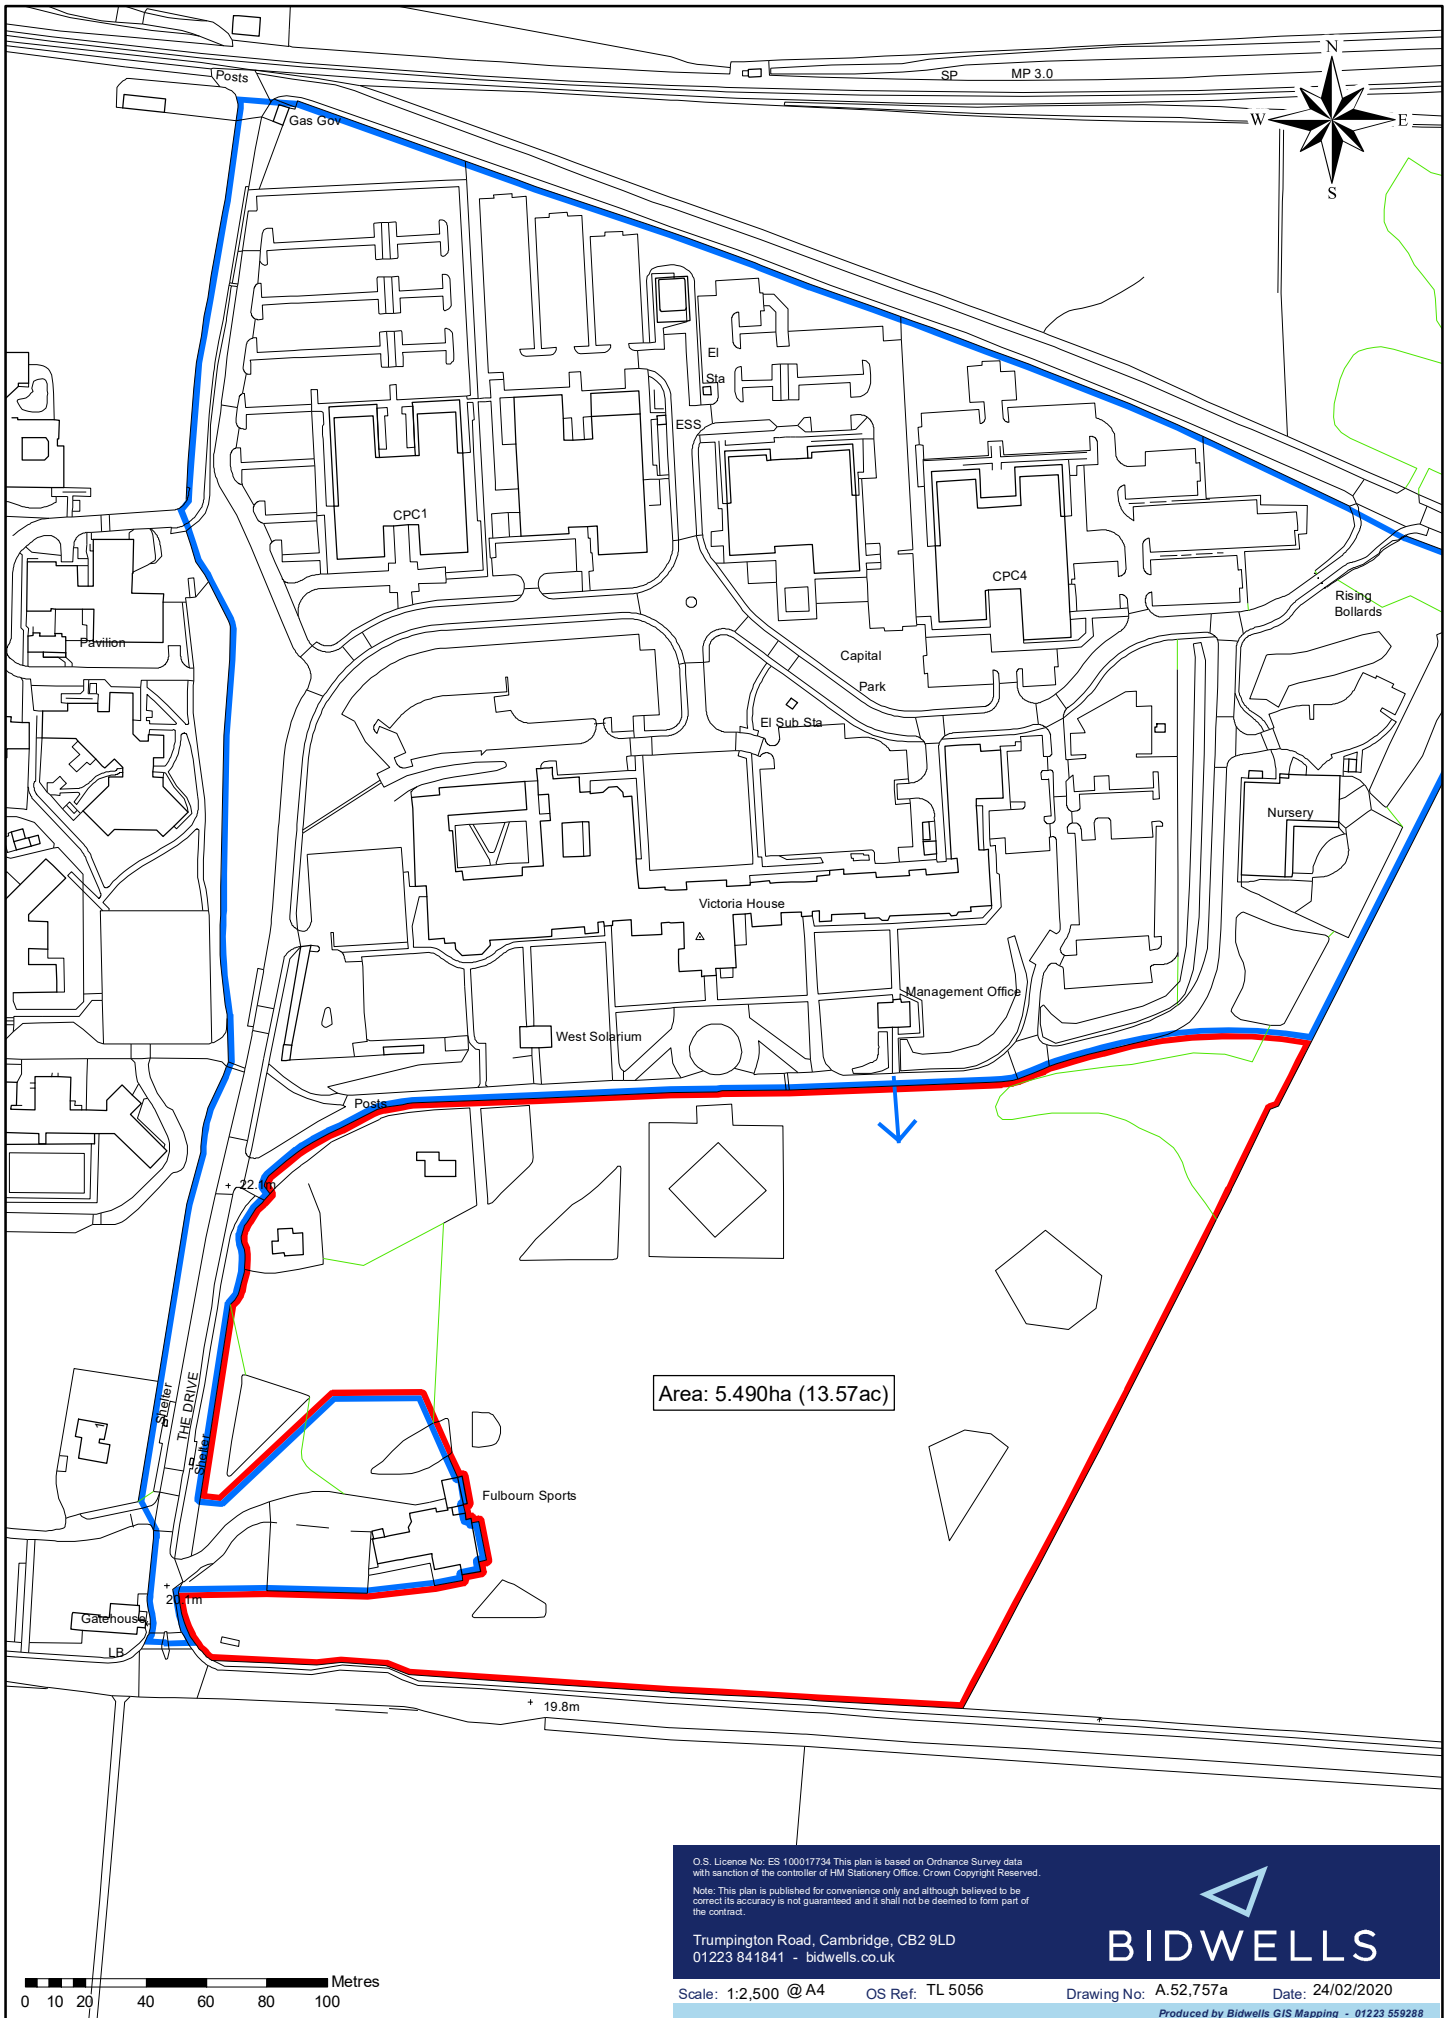 N
Posts
SP
MP 3.0
Gas Gov
W
E
S
El
Sta
ESS
CPC1
CPC4
Rising
Bollards
Pavilion
Capital
Park
El Sub Sta
Nursery
Victoria House
Management Office
West Solarium
Posts
22.1m
Area: 5.490ha (13.57ac)
Shelter
THE DRIVE
1
Shelter
Fulbourn Sports
20.1m
Gatehouse
LB
19.8m
O.S. Licence No: ES 100017734 This plan is based on Ordnance Survey data
with sanction of the controller of HM Stationery Office. Crown Copyright Reserved.
Note: This plan is published for convenience only and although believed to be
correct its accuracy is not guaranteed and it shall not be deemed to form part of
the contract.
Trumpington Road, Cambridge, CB2 9LD
01223 841841 - bidwells.co.uk
BIDWELLS
Metres
0 10 20 40 60 80 100
Scale: 1:2,500 @ A4 OS Ref: TL 5056 Drawing No: A.52,757a Date: 24/02/2020
Produced by Bidwells GIS Mapping - 01223 559288